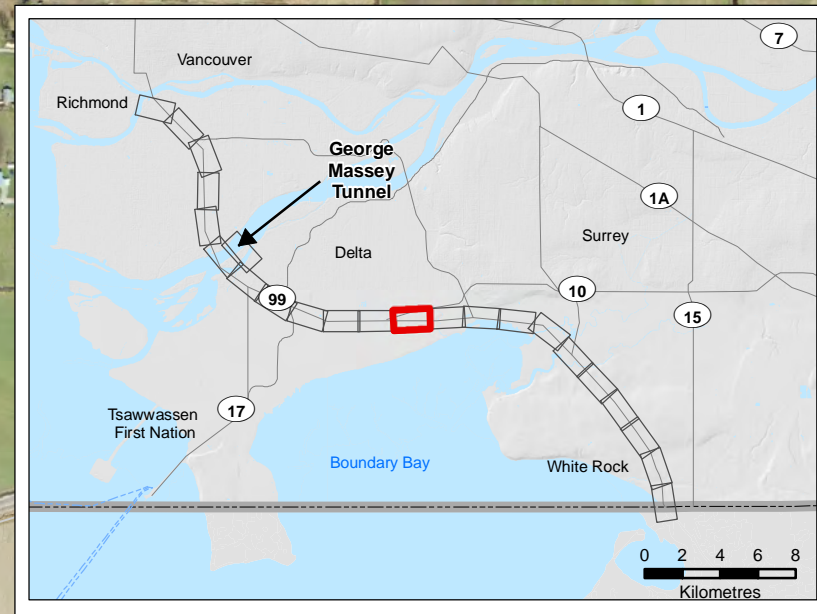 7
Vancouver
Richmond
1
George
Massey
Tunnel
1A
Surrey
Delta
10
99
15
17
Tsawwassen
First Nation
Boundary Bay
White Rock
0 2 4 6 8
Kilometres